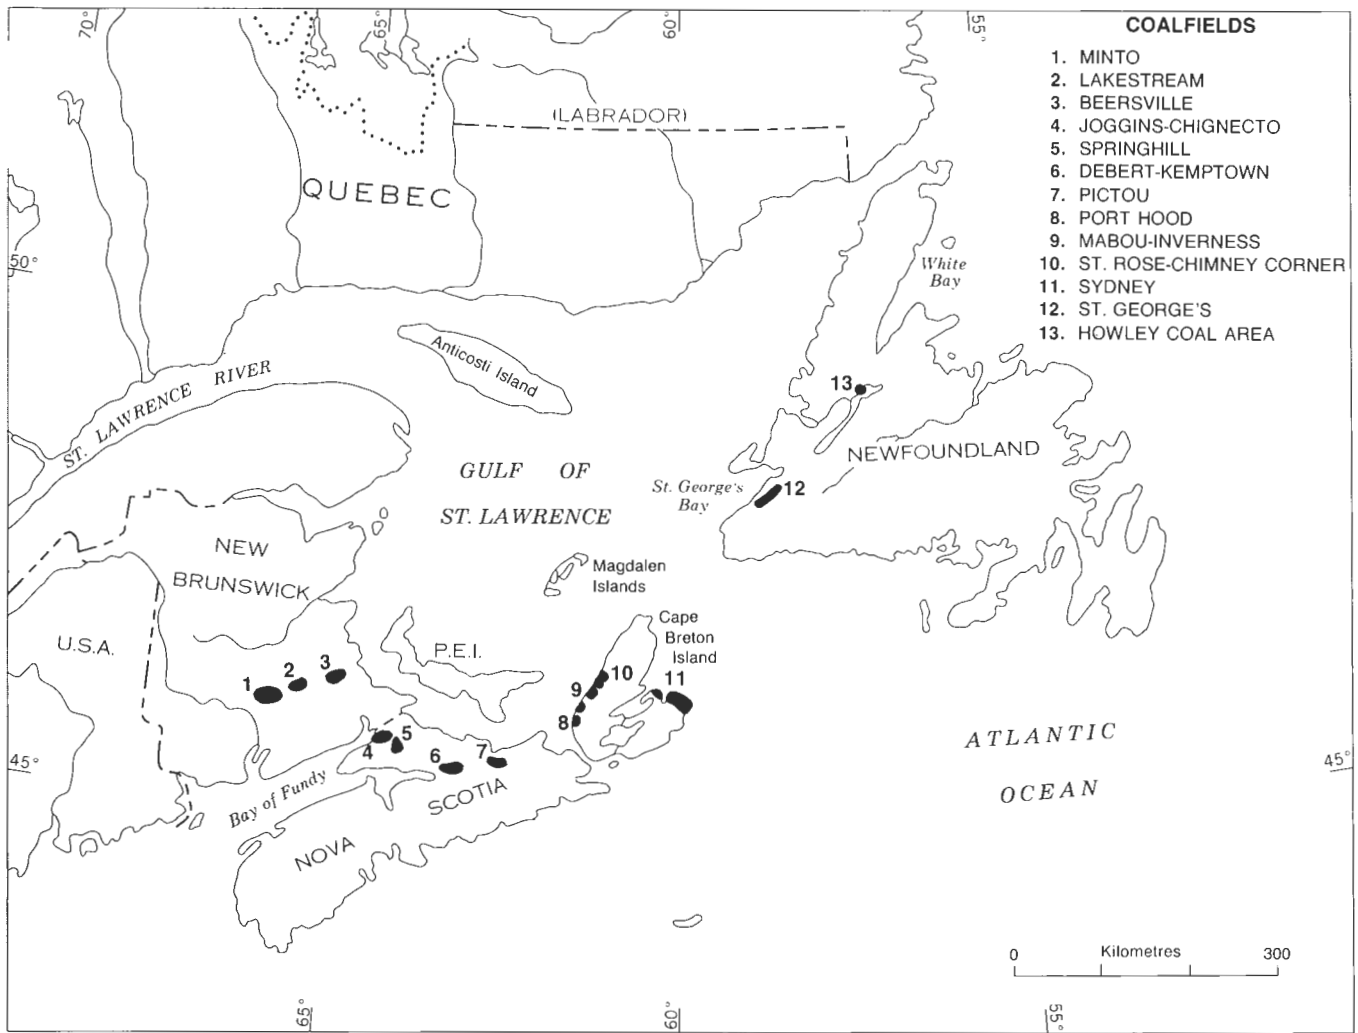 70°
65°
60°
55°
COALFIELDS
1. MINTO
2. LAKESTREAM
3. BEERSVILLE
4. JOGGINS-CHIGNECTO
5. SPRINGHILL
6. DEBERT-KEMPTOWN
7. PICTOU
8. PORT HOOD
9. MABOU-INVERNESS
10. ST. ROSE-CHIMNEY CORNER
11. SYDNEY
12. ST. GEORGE'S
13. HOWLEY COAL AREA
(LABRADOR)
QUEBEC
50°
White
Bay
Anticosti Island
ST. LAWRENCE RIVER
13
NEWFOUNDLAND
GULF OF
ST. LAWRENCE
St. George's
Bay
12
NEW
BRUNSWICK
Magdalen
Islands
U.S.A.
P.E.I.
Cape
Breton
Island
1
2
3
10
11
9
8
4
5
6
7
45°
Bay of Fundy
NOVA
SCOTIA
ATLANTIC
OCEAN
45°
0 Kilometres 300
65°
60°
55°